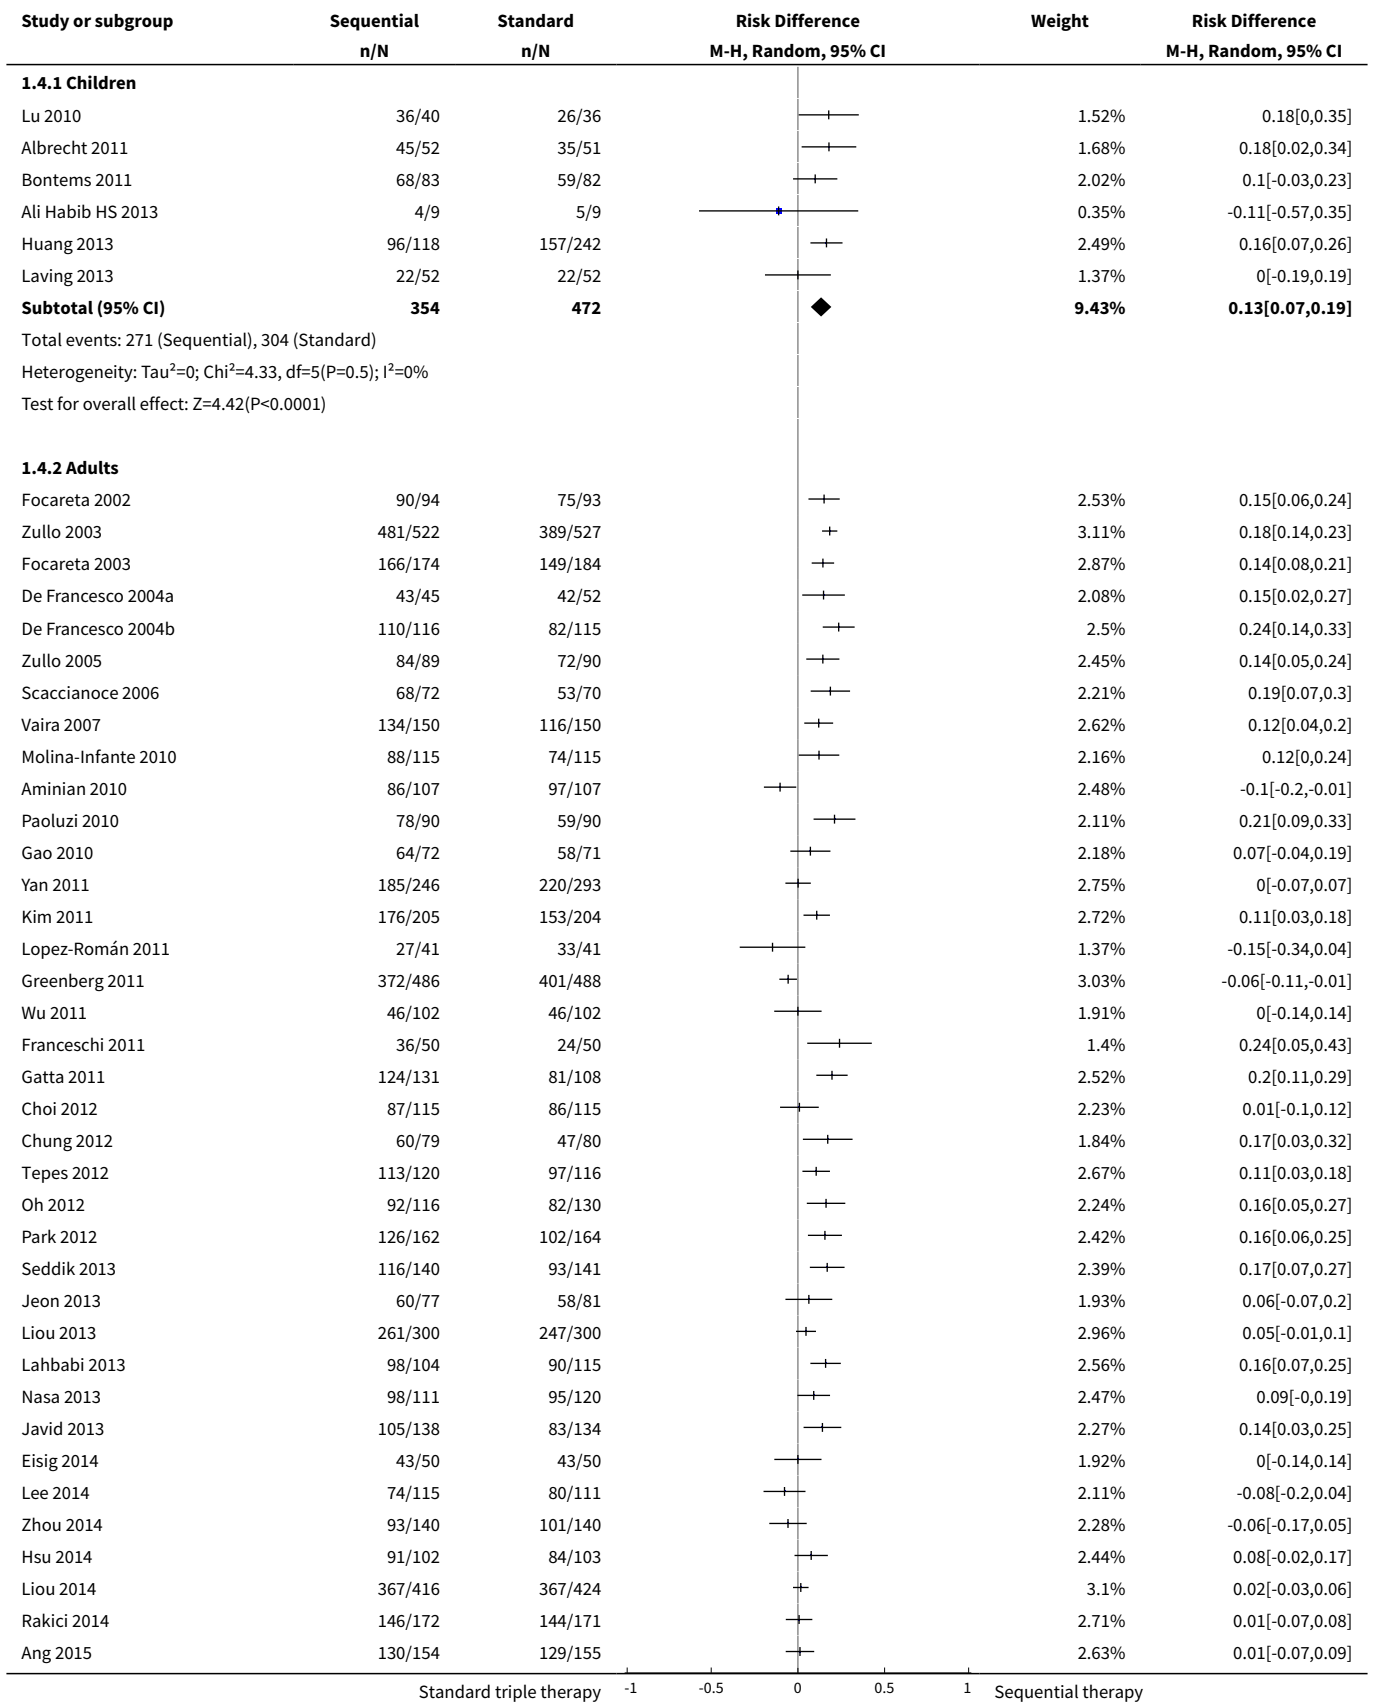 Study or subgroup Sequential Standard Risk Difference Weight Risk Difference
n/N n/N M-H, Random, 95% CI M-H, Random, 95% CI
1.4.1 Children
Lu 2010 36/40 26/36 1.52% 0.18[0,0.35]
Albrecht 2011 45/52 35/51 1.68% 0.18[0.02,0.34]
Bontems 2011 68/83 59/82 2.02% 0.1[-0.03,0.23]
Ali Habib HS 2013 4/9 5/9 0.35% -0.11[-0.57,0.35]
Huang 2013 96/118 157/242 2.49% 0.16[0.07,0.26]
Laving 2013 22/52 22/52 1.37% 0[-0.19,0.19]
Subtotal (95% CI) 354 472 9.43% 0.13[0.07,0.19]
Total events: 271 (Sequential), 304 (Standard)
Heterogeneity: Tau²=0; Chi²=4.33, df=5(P=0.5); I²=0%
Test for overall effect: Z=4.42(P<0.0001)
1.4.2 Adults
Focareta 2002 90/94 75/93 2.53% 0.15[0.06,0.24]
Zullo 2003 481/522 389/527 3.11% 0.18[0.14,0.23]
Focareta 2003 166/174 149/184 2.87% 0.14[0.08,0.21]
De Francesco 2004a 43/45 42/52 2.08% 0.15[0.02,0.27]
De Francesco 2004b 110/116 82/115 2.5% 0.24[0.14,0.33]
Zullo 2005 84/89 72/90 2.45% 0.14[0.05,0.24]
Scaccianoce 2006 68/72 53/70 2.21% 0.19[0.07,0.3]
Vaira 2007 134/150 116/150 2.62% 0.12[0.04,0.2]
Molina-Infante 2010 88/115 74/115 2.16% 0.12[0,0.24]
Aminian 2010 86/107 97/107 2.48% -0.1[-0.2,-0.01]
Paoluzi 2010 78/90 59/90 2.11% 0.21[0.09,0.33]
Gao 2010 64/72 58/71 2.18% 0.07[-0.04,0.19]
Yan 2011 185/246 220/293 2.75% 0[-0.07,0.07]
Kim 2011 176/205 153/204 2.72% 0.11[0.03,0.18]
Lopez-Román 2011 27/41 33/41 1.37% -0.15[-0.34,0.04]
Greenberg 2011 372/486 401/488 3.03% -0.06[-0.11,-0.01]
Wu 2011 46/102 46/102 1.91% 0[-0.14,0.14]
Franceschi 2011 36/50 24/50 1.4% 0.24[0.05,0.43]
Gatta 2011 124/131 81/108 2.52% 0.2[0.11,0.29]
Choi 2012 87/115 86/115 2.23% 0.01[-0.1,0.12]
Chung 2012 60/79 47/80 1.84% 0.17[0.03,0.32]
Tepes 2012 113/120 97/116 2.67% 0.11[0.03,0.18]
Oh 2012 92/116 82/130 2.24% 0.16[0.05,0.27]
Park 2012 126/162 102/164 2.42% 0.16[0.06,0.25]
Seddik 2013 116/140 93/141 2.39% 0.17[0.07,0.27]
Jeon 2013 60/77 58/81 1.93% 0.06[-0.07,0.2]
Liou 2013 261/300 247/300 2.96% 0.05[-0.01,0.1]
Lahbabi 2013 98/104 90/115 2.56% 0.16[0.07,0.25]
Nasa 2013 98/111 95/120 2.47% 0.09[-0,0.19]
Javid 2013 105/138 83/134 2.27% 0.14[0.03,0.25]
Eisig 2014 43/50 43/50 1.92% 0[-0.14,0.14]
Lee 2014 74/115 80/111 2.11% -0.08[-0.2,0.04]
Zhou 2014 93/140 101/140 2.28% -0.06[-0.17,0.05]
Hsu 2014 91/102 84/103 2.44% 0.08[-0.02,0.17]
Liou 2014 367/416 367/424 3.1% 0.02[-0.03,0.06]
Rakici 2014 146/172 144/171 2.71% 0.01[-0.07,0.08]
Ang 2015 130/154 129/155 2.63% 0.01[-0.07,0.09]
Standard triple therapy -1 -0.5 0 0.5 1 Sequential therapy